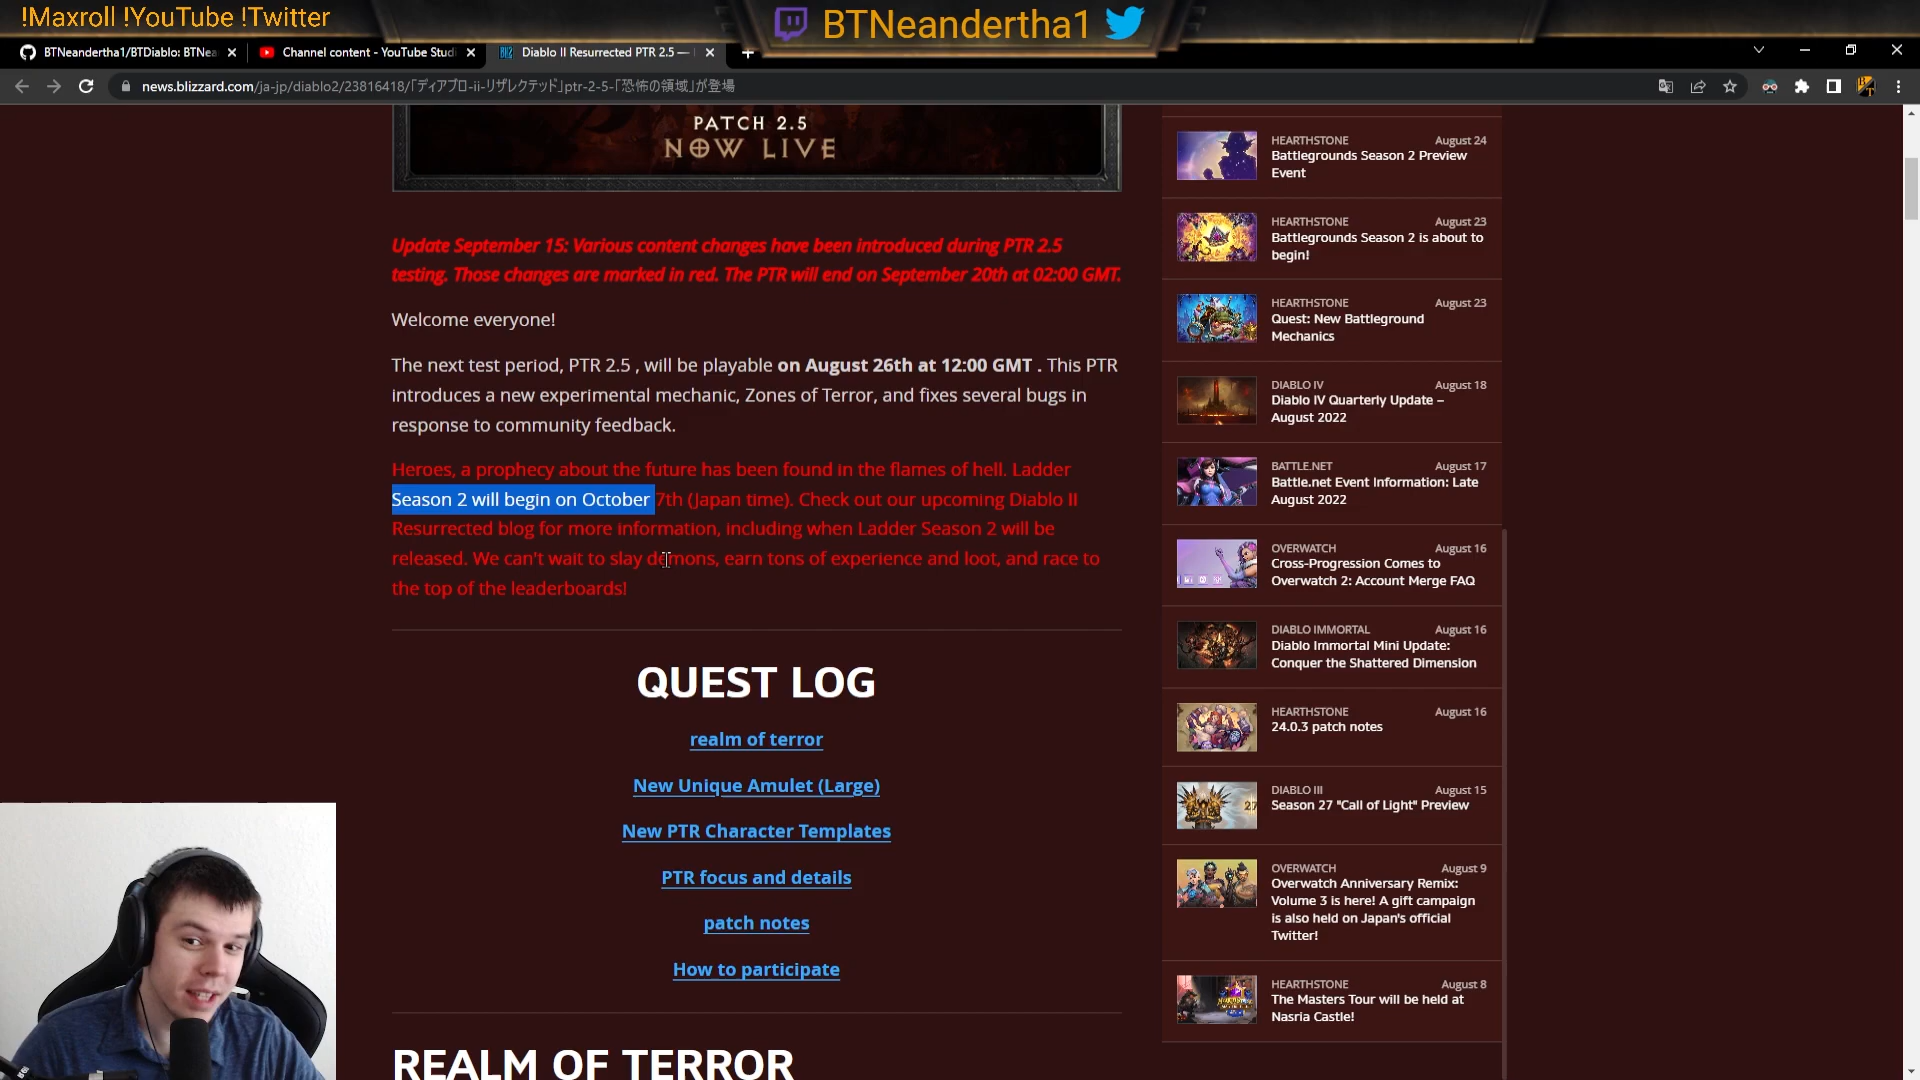 !Maxroll !YouTube !Twitter
BTNeandertha1
BTNeandertha1/BTDiablo: BTNea
Channel content - YouTube Studi
Diablo II Resurrected PTR 2.5 —
news.blizzard.com/ja-jp/diablo2/23816418/「ディアブロ-ii-リザレクテッド」ptr-2-5-「恐怖の領域」が登場
PATCH 2.5
NOW LIVE
Update September 15: Various content changes have been introduced during PTR 2.5
testing. Those changes are marked in red. The PTR will end on September 20th at 02:00 GMT.
Welcome everyone!
The next test period, PTR 2.5 , will be playable on August 26th at 12:00 GMT . This PTR
introduces a new experimental mechanic, Zones of Terror, and fixes several bugs in
response to community feedback.
Heroes, a prophecy about the future has been found in the flames of hell. Ladder
Season 2 will begin on October 7th (Japan time). Check out our upcoming Diablo II
Resurrected blog for more information, including when Ladder Season 2 will be
released. We can't wait to slay demons, earn tons of experience and loot, and race to
the top of the leaderboards!
QUEST LOG
realm of terror
New Unique Amulet (Large)
New PTR Character Templates
PTR focus and details
patch notes
How to participate
REALM OF TERROR
HEARTHSTONE August 24
Battlegrounds Season 2 Preview
Event
HEARTHSTONE August 23
Battlegrounds Season 2 is about to
begin!
HEARTHSTONE August 23
Quest: New Battleground
Mechanics
DIABLO IV August 18
Diablo IV Quarterly Update –
August 2022
BATTLE.NET August 17
Battle.net Event Information: Late
August 2022
OVERWATCH August 16
Cross-Progression Comes to
Overwatch 2: Account Merge FAQ
DIABLO IMMORTAL August 16
Diablo Immortal Mini Update:
Conquer the Shattered Dimension
HEARTHSTONE August 16
24.0.3 patch notes
DIABLO III August 15
Season 27 "Call of Light" Preview
27
OVERWATCH August 9
Overwatch Anniversary Remix:
Volume 3 is here! A gift campaign
is also held on Japan's official
Twitter!
HEARTHSTONE August 8
The Masters Tour will be held at
Nasria Castle!